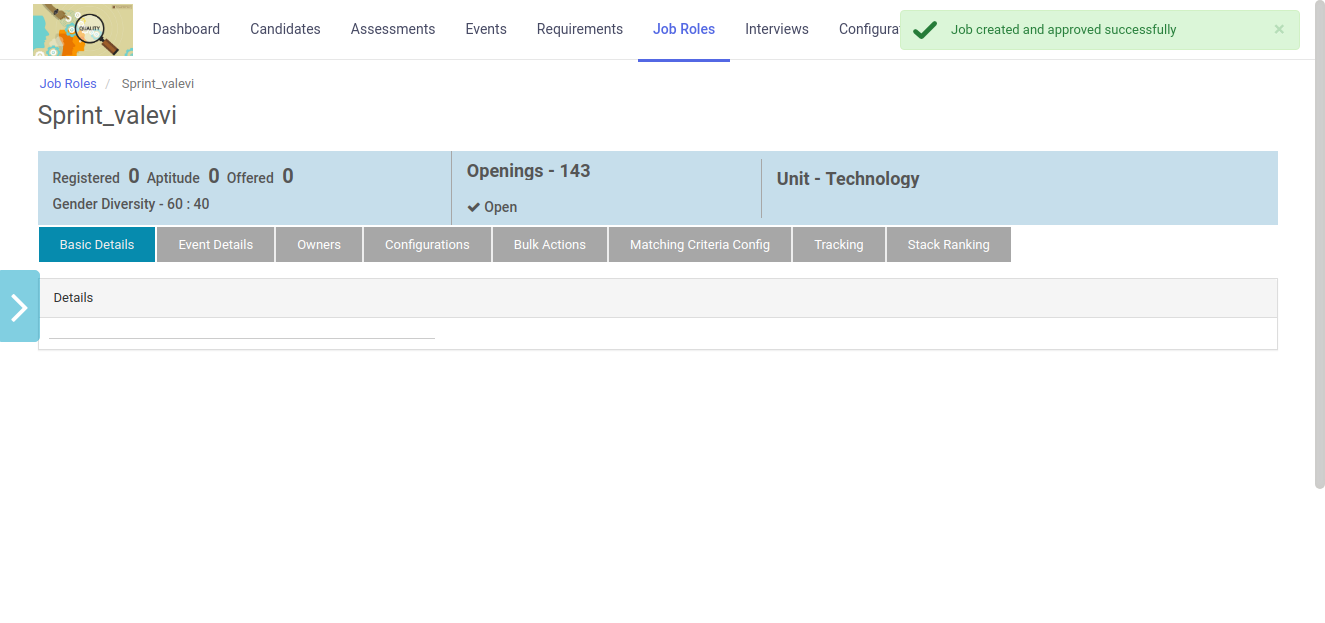 QUALITY
Dashboard Candidates Assessments Events Requirements Job Roles Interviews Configura
Job created and approved successfully ×
Job Roles / Sprint_valevi
Sprint_valevi
Registered 0 Aptitude 0 Offered 0
Gender Diversity - 60 : 40
Openings - 143
Open
Unit - Technology
Basic Details Event Details Owners Configurations Bulk Actions Matching Criteria Config Tracking Stack Ranking
Details